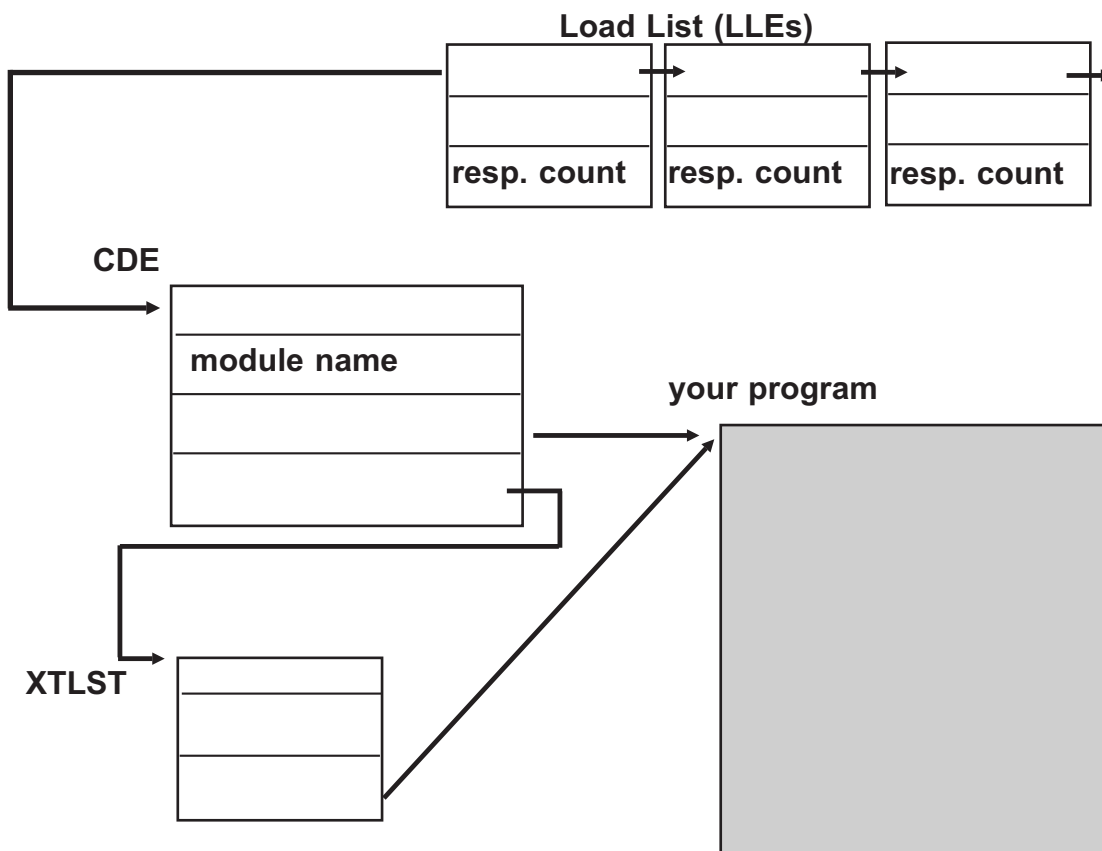 Load List (LLEs)
resp. count
resp. count
resp. count
CDE
module name
your program
XTLST